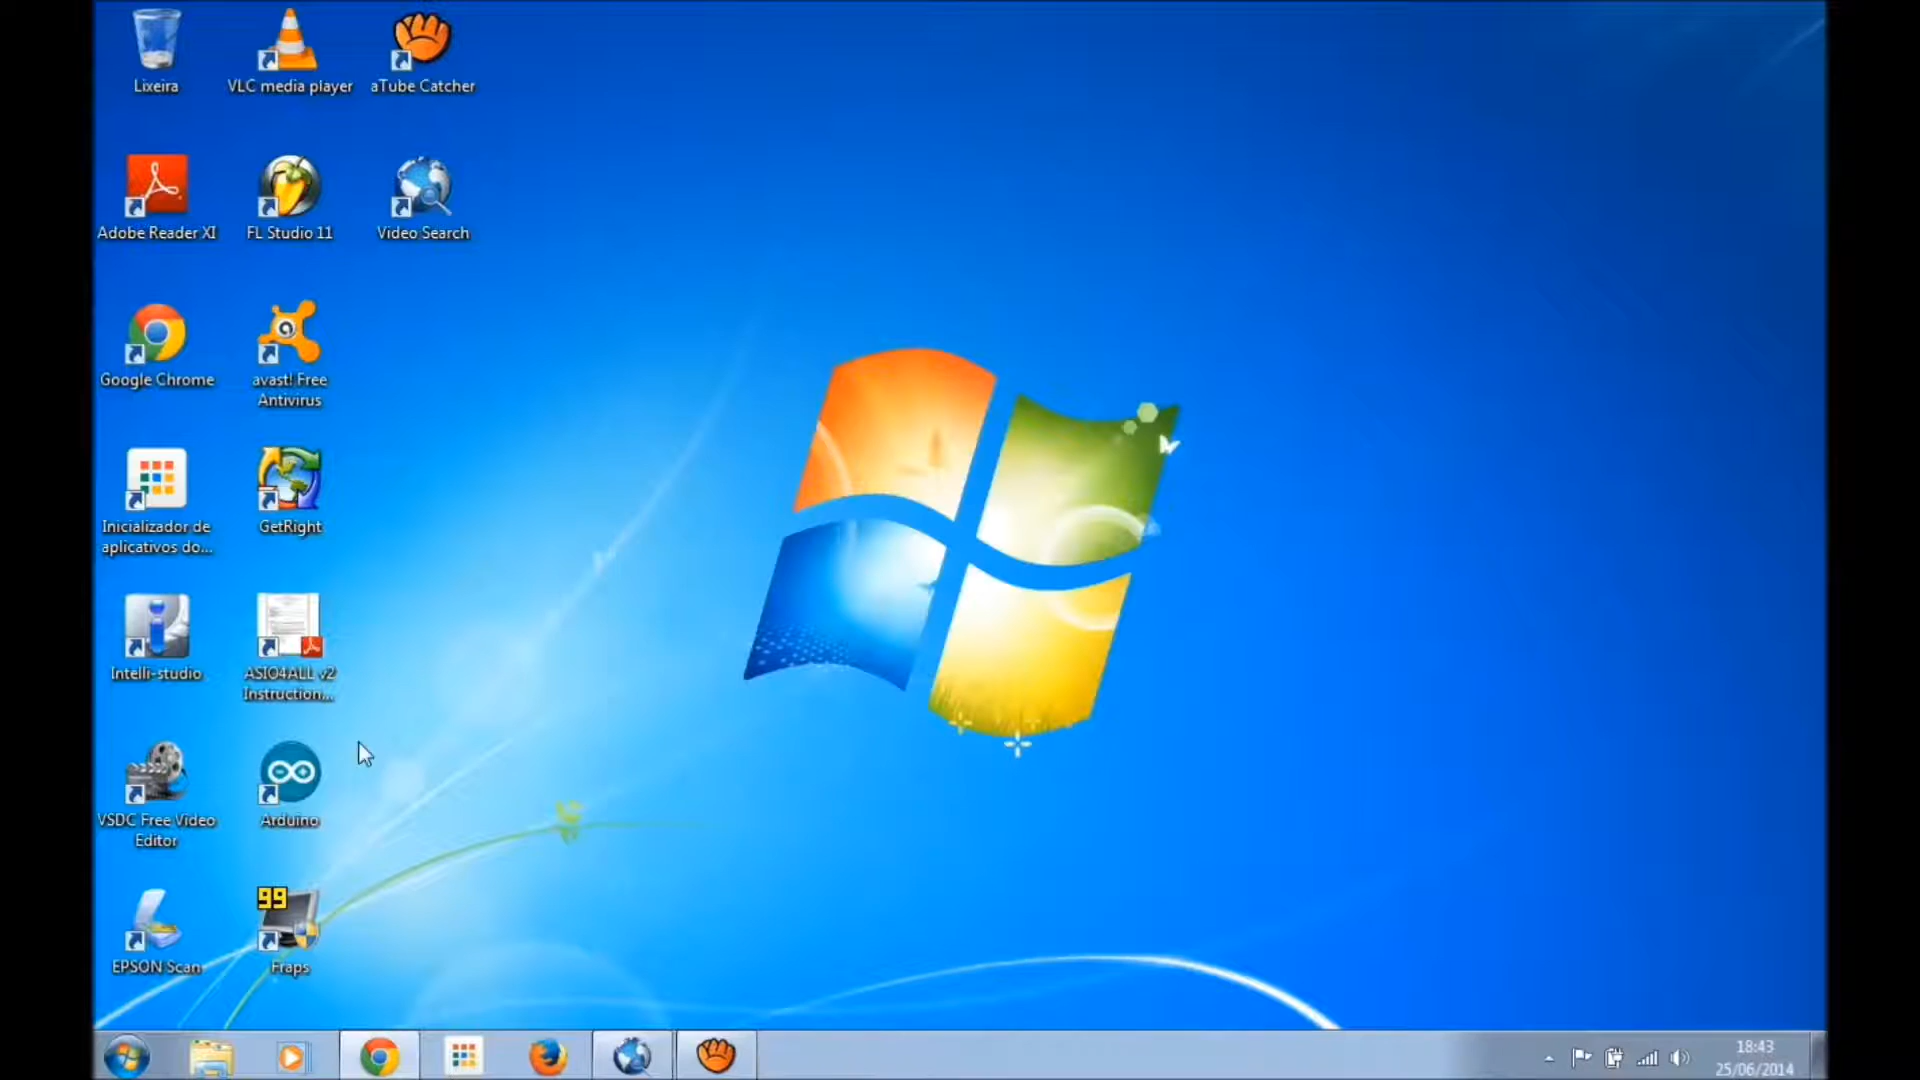 Lixeira
VLC media player
aTube Catcher
Adobe Reader XI
FL Studio 11
Video Search
Google Chrome
avast! Free
Antivirus
Inicializador de
aplicativos do...
GetRight
Intelli-studio
ASIO4ALL v2
Instruction...
VSDC Free Video
Editor
Arduino
99
EPSON Scan
Fraps
18:43
25/06/2014